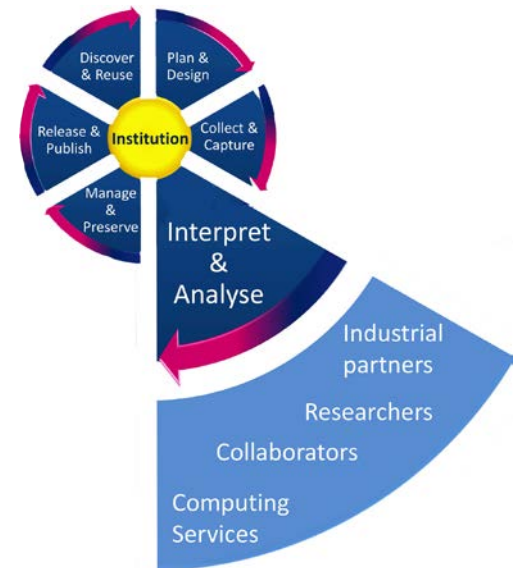 Discover
& Reuse
Plan &
Design
Release &
Publish
Institution
Collect &
Capture
Manage
&
Preserve
Interpret
&
Analyse
Industrial
partners
Researchers
Collaborators
Computing
Services